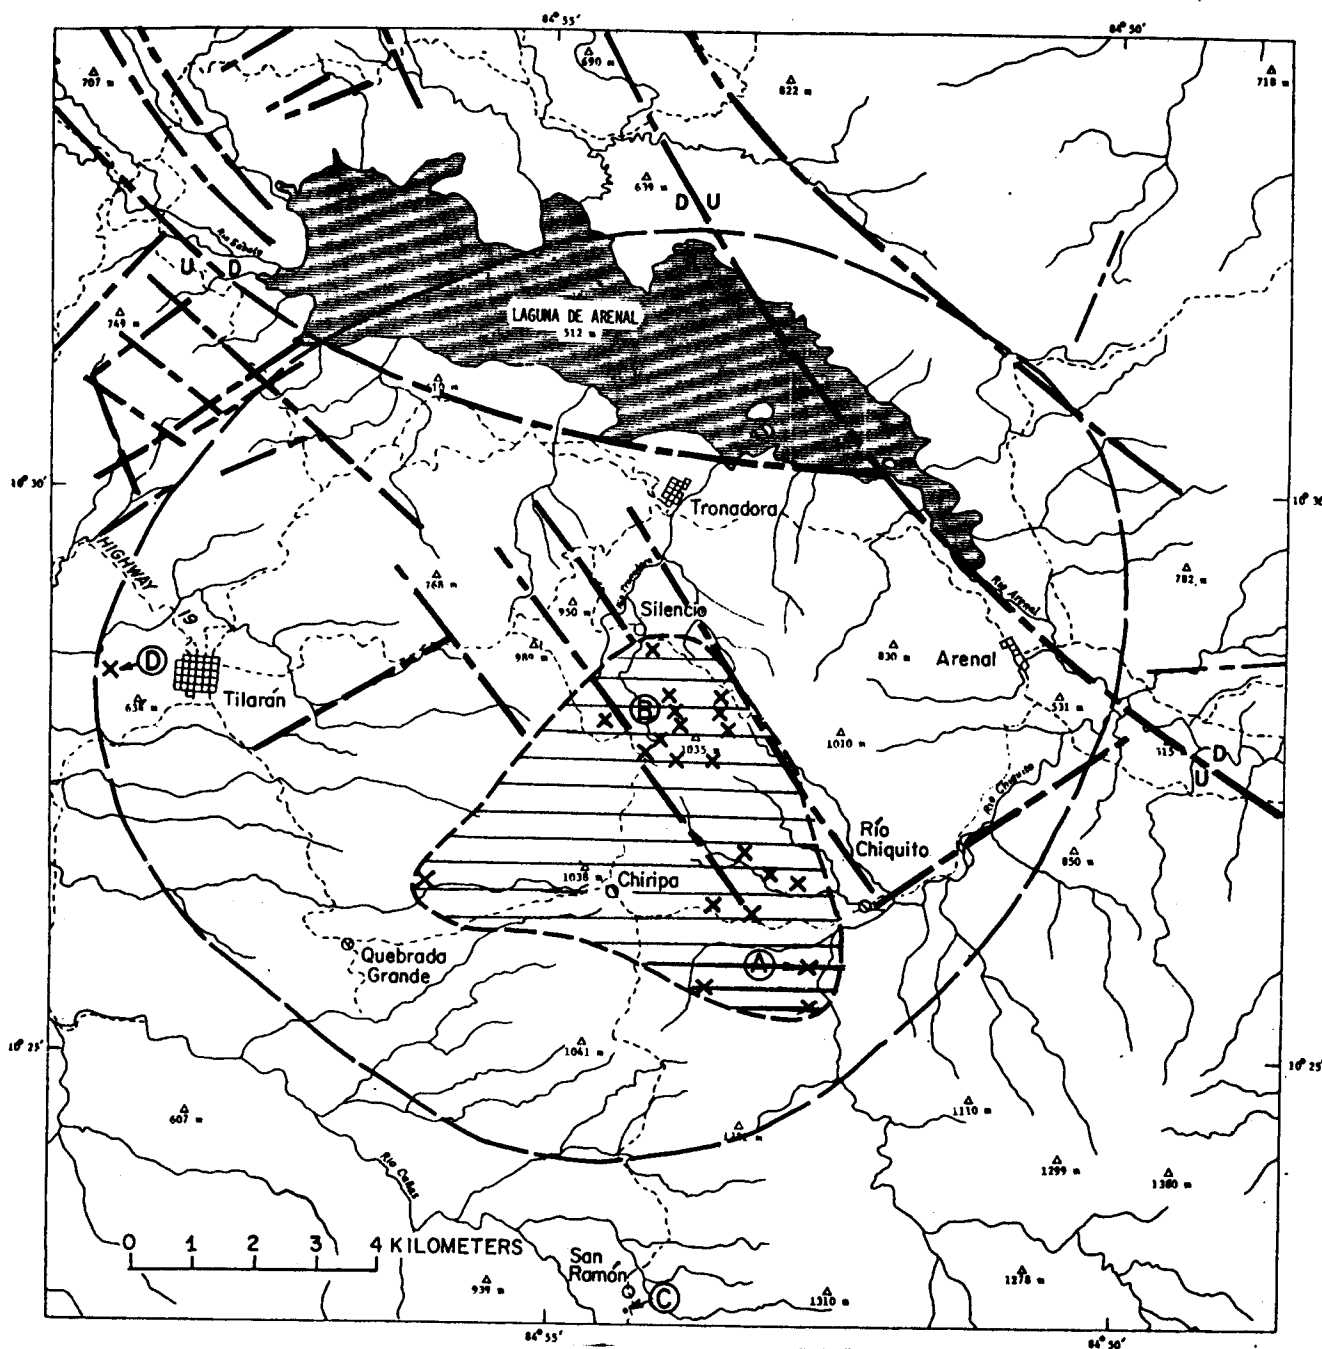 84° 55'
84° 50'
707 m
690 m
822 m
718 m
639 m
D U
Río Sabalo
U D
749 m
LAGUNA DE ARENAL
512 m
10° 30'
10° 30'
Tronadora
HIGHWAY 19
768 m
950 m
Silencio
Río Arenal
782 m
989 m
830 m
Arenal
D
Tilarán
634 m
B
1035 m
531 m
1010 m
D
U
Río Chiquito
Río
Chiquito
850 m
1038 m
Chiripa
Quebrada
Grande
A
10° 25'
10° 25'
1041 m
607 m
1110 m
Río Cañas
1299 m
1380 m
0 1 2 3 4 KILOMETERS
San
Ramón
C
939 m
1310 m
1278 m
84° 55'
84° 50'